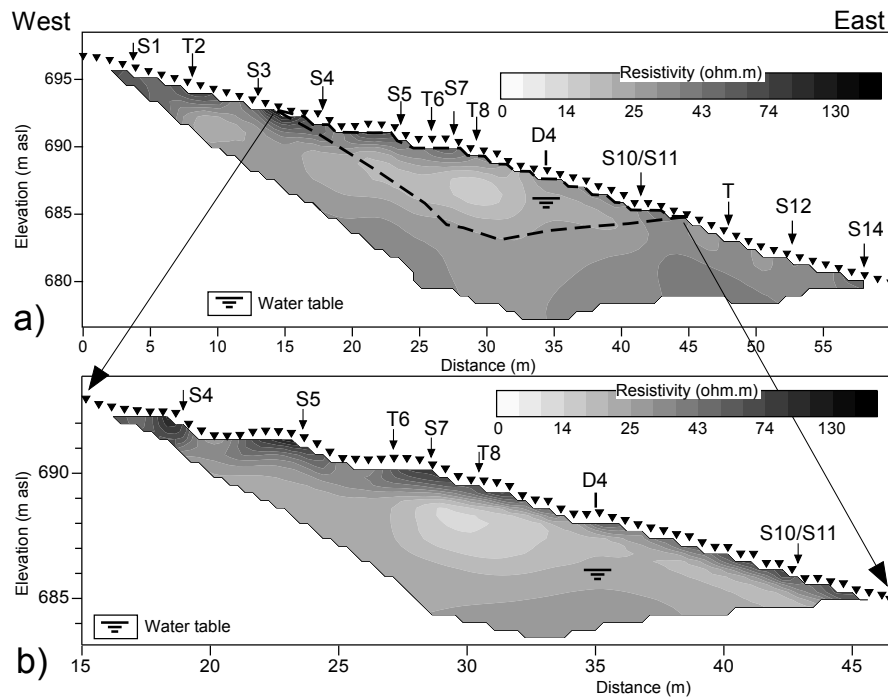 West East
S1 T2 S3 S4 S5 T6 S7 T8 D4 S10/S11 T S12 S14
Resistivity (ohm.m)
0 14 25 43 74 130
Elevation (m asl)
695
690
685
680
Water table
a)
0 5 10 15 20 25 30 35 40 45 50 55
Distance (m)
S4 S5 T6 S7 T8 D4 S10/S11
Resistivity (ohm.m)
0 14 25 43 74 130
Elevation (m asl)
690
685
Water table
b)
15 20 25 30 35 40 45
Distance (m)